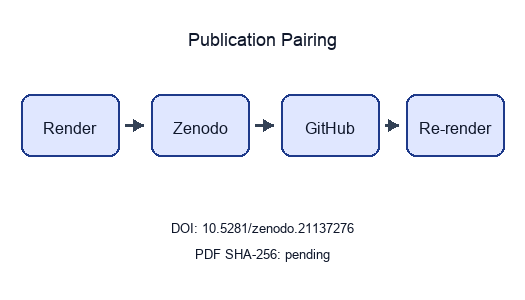 Publication Pairing
Render
Zenodo
GitHub
Re-render
DOI: 10.5281/zenodo.21137276
PDF SHA-256: pending